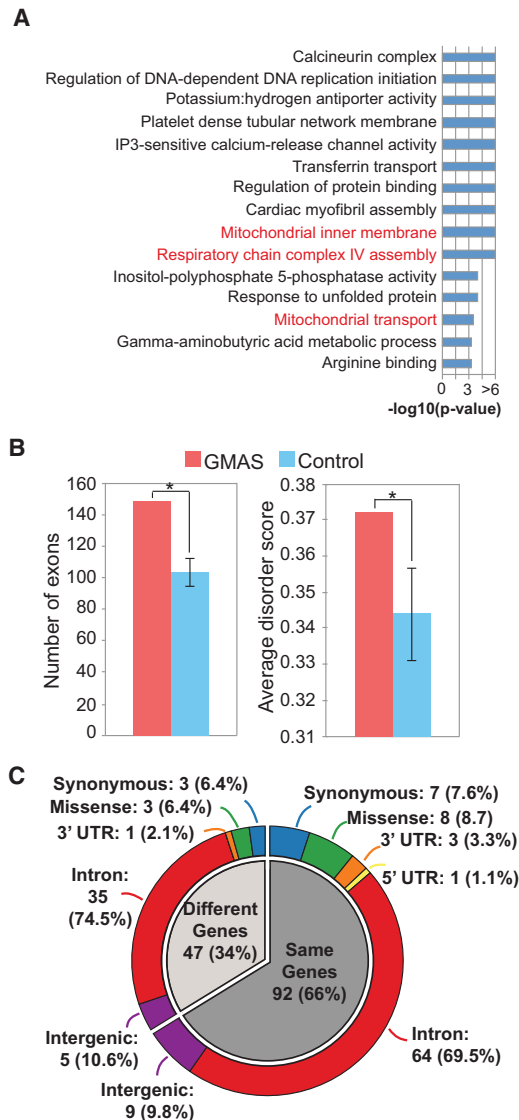 A
Calcineurin complex
Regulation of DNA-dependent DNA replication initiation
Potassium:hydrogen antiporter activity
Platelet dense tubular network membrane
IP3-sensitive calcium-release channel activity
Transferrin transport
Regulation of protein binding
Cardiac myofibril assembly
Mitochondrial inner membrane
Respiratory chain complex IV assembly
Inositol-polyphosphate 5-phosphatase activity
Response to unfolded protein
Mitochondrial transport
Gamma-aminobutyric acid metabolic process
Arginine binding
0 3 >6
-log10(p-value)
B
GMAS Control
Number of exons
160
140
120
100
80
60
40
20
0
*
Average disorder score
0.38
0.37
0.36
0.35
0.34
0.33
0.32
0.31
*
C
Synonymous: 3 (6.4%)
Missense: 3 (6.4%)
3' UTR: 1 (2.1%)
Intron:
35
(74.5%)
Intergenic:
5 (10.6%)
Different
Genes
47 (34%)
Synonymous: 7 (7.6%)
Missense: 8 (8.7)
3' UTR: 3 (3.3%)
5' UTR: 1 (1.1%)
Same
Genes
92 (66%)
Intron:
64 (69.5%)
Intergenic:
9 (9.8%)